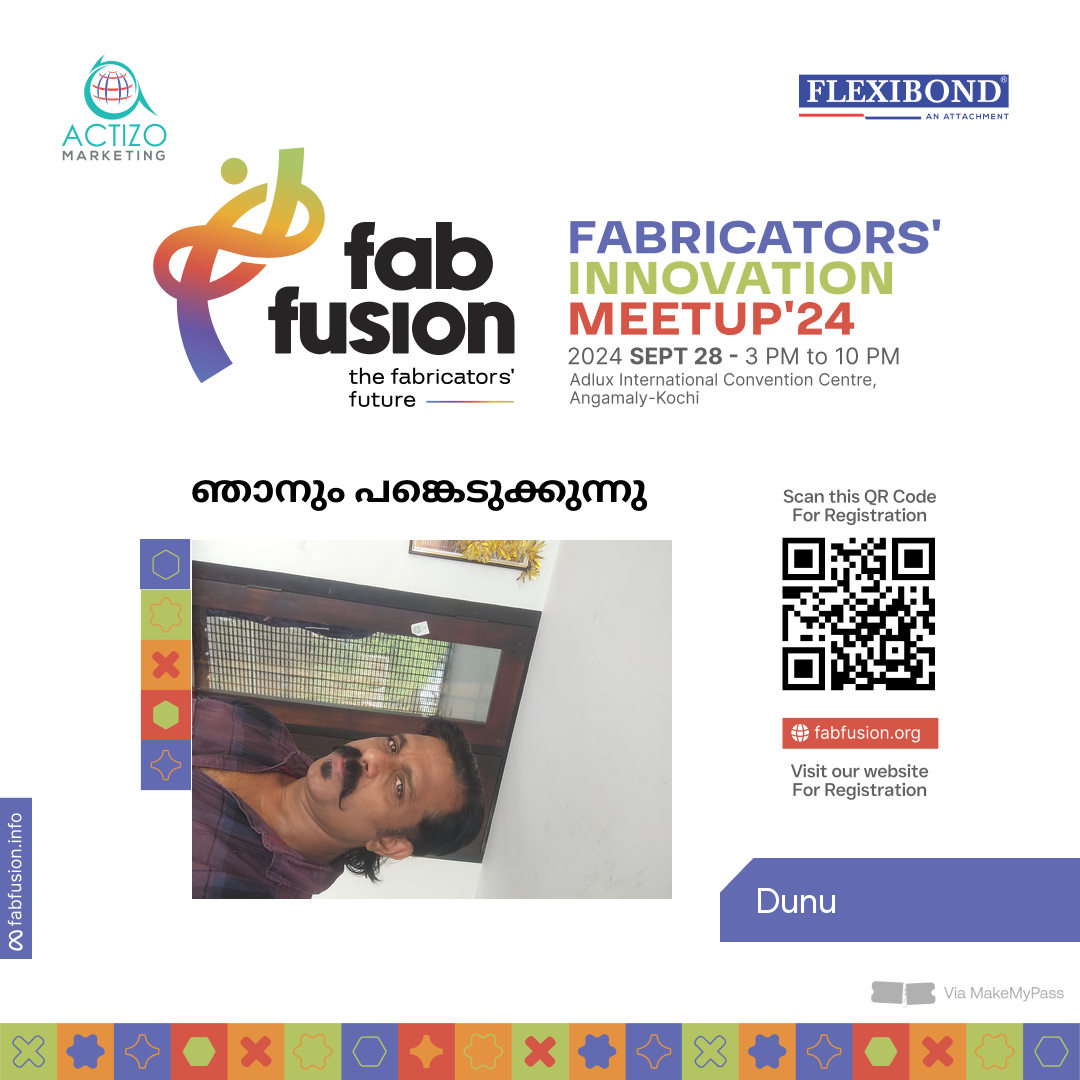 ACTIZO
MARKETING
FLEXIBOND®
AN ATTACHMENT
fab
fusion
the fabricators'
future
FABRICATORS'
INNOVATION
MEETUP'24
2024 SEPT 28 - 3 PM to 10 PM
Adlux International Convention Centre,
Angamaly-Kochi
ഞാനും പങ്കെടുക്കുന്നു
Scan this QR Code
For Registration
fabfusion.org
Visit our website
For Registration
fabfusion.info
Dunu
Via MakeMyPass